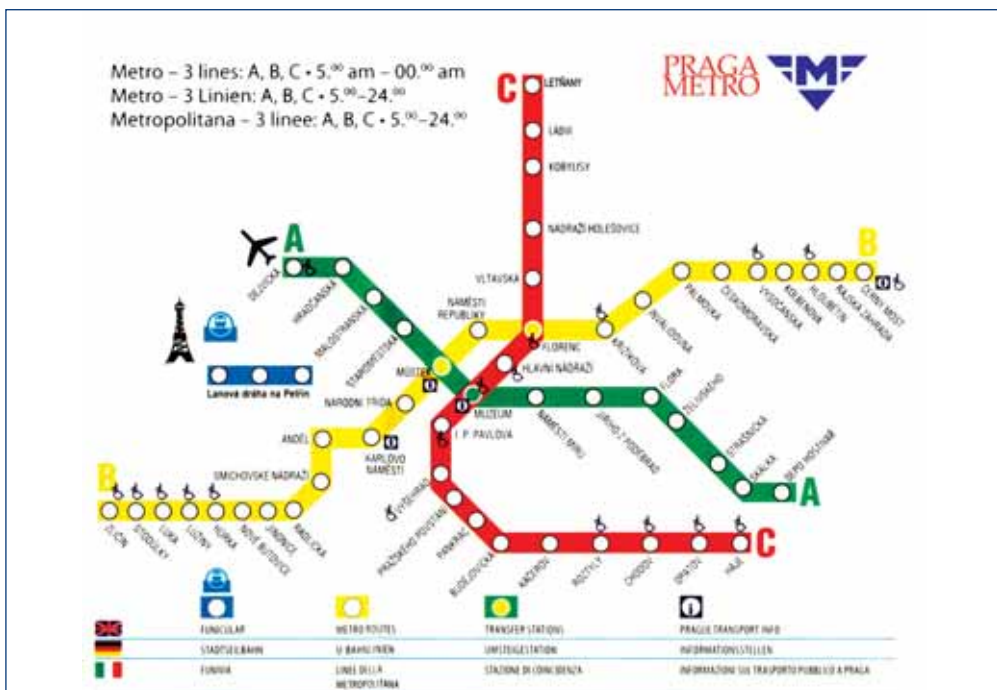 Metro – 3 lines: A, B, C • 5.⁰⁰ am – 00.⁰⁰ am
Metro – 3 Linien: A, B, C • 5.⁰⁰–24.⁰⁰
Metropolitana – 3 linee: A, B, C • 5.⁰⁰–24.⁰⁰
PRAGA
METRO
M
C
LETŇANY
LÁDVÍ
KOBYLISY
NÁDRAŽÍ HOLEŠOVICE
VLTAVSKÁ
A
DEJVICKÁ
HRADČANSKÁ
MALOSTRANSKÁ
STAROMĚSTSKÁ
MŮSTEK
NÁMĚSTÍ
REPUBLIKY
FLORENC
HLAVNÍ NÁDRAŽÍ
KŘIŽÍKOVA
INVALIDOVNA
PALMOVKA
ČESKOMORAVSKÁ
VYSOČANSKÁ
KOLBENOVA
HLOUBĚTÍN
RAJSKÁ ZAHRADA
ČERNÝ MOST
B
Lanová dráha na Petřín
NÁRODNÍ TŘÍDA
MUZEUM
I. P. PAVLOVA
NÁMĚSTÍ MÍRU
JIŘÍHO Z PODĚBRAD
FLORA
ŽELIVSKÉHO
STRAŠNICKÁ
SKALKA
DEPO HOSTIVAŘ
A
ANDĚL
KARLOVO
NÁMĚSTÍ
SMICHOVSKÉ NÁDRAŽÍ
B
ZLIČÍN
STODŮLKY
LUKA
LUŽINY
HŮRKA
NOVÉ BUTOVICE
JINONICE
RADLICKÁ
VYŠEHRAD
PRAŽSKÉHO POVSTÁNÍ
PANKRÁC
BUDĚJOVICKÁ
KAČEROV
ROZTYLY
CHODOV
OPATOV
HÁJE
C
FUNICULAR
METRO ROUTES
TRANSFER STATIONS
PRAGUE TRANSPORT INFO
STADTSEILBAHN
U BAHNLINIEN
UMSTEIGESTATION
INFORMATIONSSTELLEN
FUNIVIA
LINEE DELLA
METROPOLITANA
STAZIONE DI COINCIDENZA
INFORMAZIONI SUL TRASPORTO PUBBLICO A PRAGA